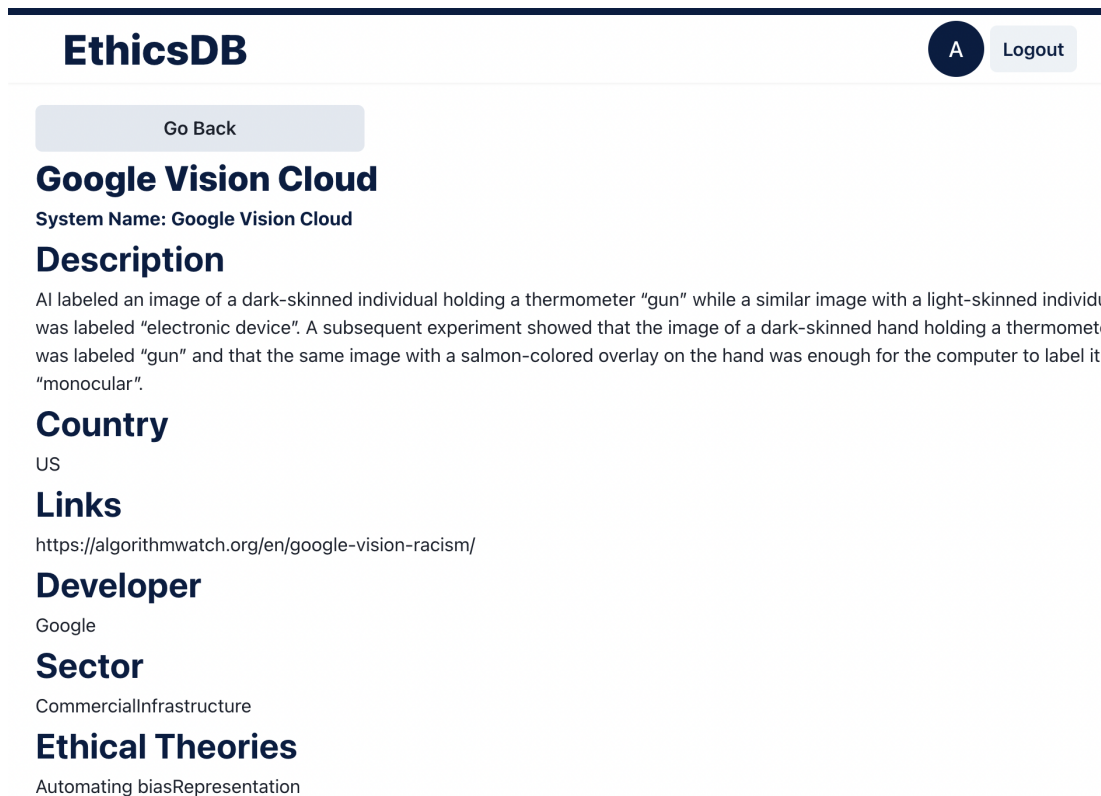 EthicsDB
A
Logout
Go Back
Google Vision Cloud
System Name: Google Vision Cloud
Description
AI labeled an image of a dark-skinned individual holding a thermometer “gun” while a similar image with a light-skinned
was labeled “electronic device”. A subsequent experiment showed that the image of a dark-skinned hand holding a
was labeled “gun” and that the same image with a salmon-colored overlay on the hand was enough for the computer to label it
“monocular”.
Country
US
Links
https://algorithmwatch.org/en/google-vision-racism/
Developer
Google
Sector
CommercialInfrastructure
Ethical Theories
Automating biasRepresentation